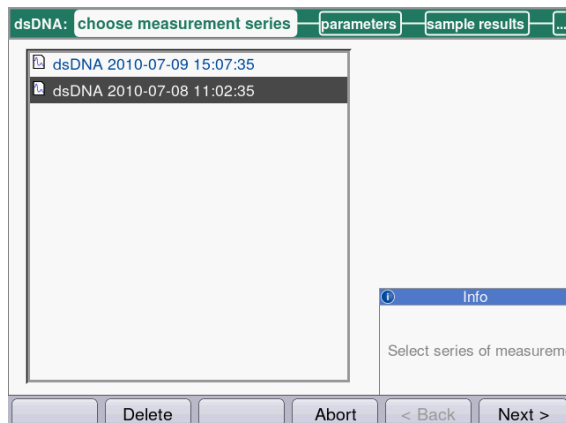 dsDNA: choose measurement series parameters sample results ...
dsDNA 2010-07-09 15:07:35
dsDNA 2010-07-08 11:02:35
Info
Select series of measurem
Delete Abort < Back Next >